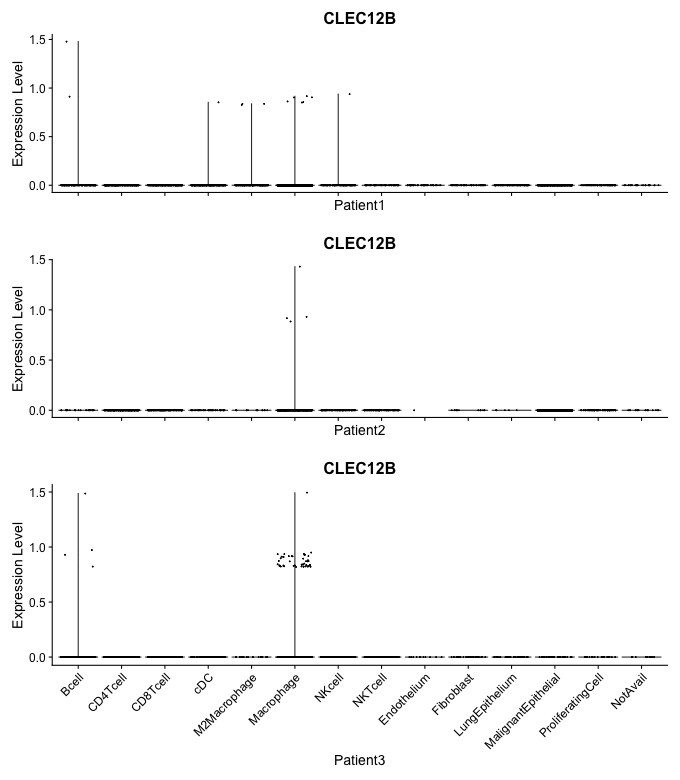 CLEC12B
Expression Level
1.5
1.0
0.5
0.0
Patient1
CLEC12B
Expression Level
1.5
1.0
0.5
0.0
Patient2
CLEC12B
Expression Level
1.5
1.0
0.5
0.0
Bcell
CD4Tcell
CD8Tcell
cDC
M2Macrophage
Macrophage
NKcell
NKTcell
Endothelium
Fibroblast
LungEpithelium
MalignantEpithelial
ProliferatingCell
NotAvail
Patient3